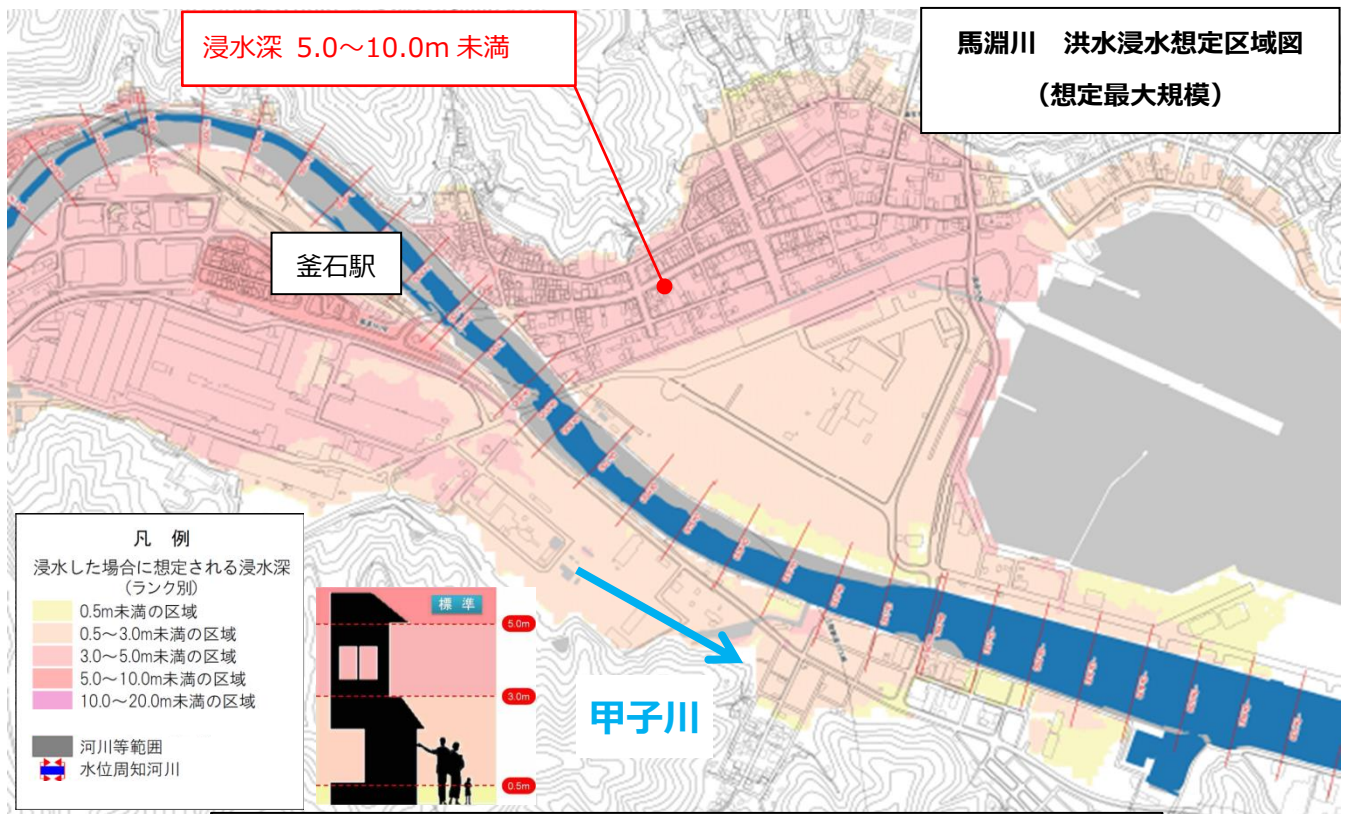 浸水深 5.0～10.0m 未満
馬淵川 洪水浸水想定区域図
（想定最大規模）
釜石駅
甲子川
凡 例
浸水した場合に想定される浸水深
(ランク別)
0.5m未満の区域
0.5～3.0m未満の区域
3.0～5.0m未満の区域
5.0～10.0m未満の区域
10.0～20.0m未満の区域
河川等範囲
水位周知河川
標準
5.0m
3.0m
0.5m